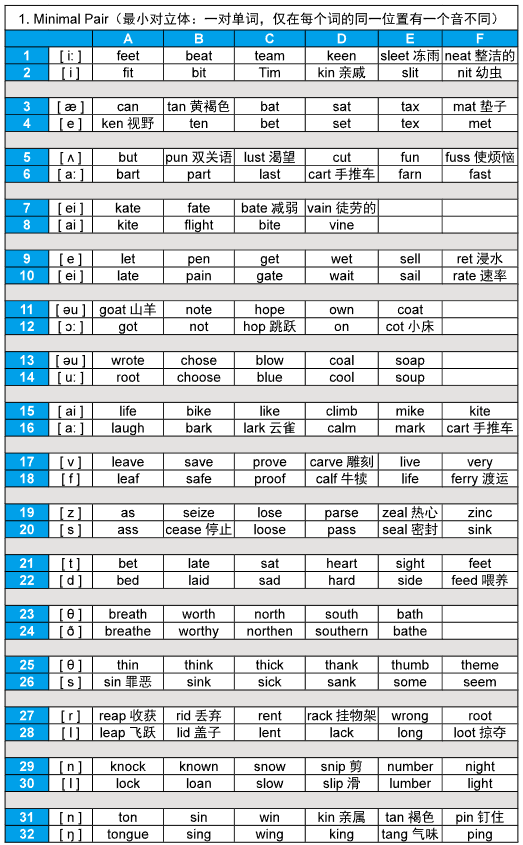 1. Minimal Pair（最小对立体：一对单词，仅在每个词的同一位置有一个音不同）
A B C D E F
1 [ iː ] feet beat team keen sleet 冻雨 neat 整洁的
2 [ i ] fit bit Tim kin 亲戚 slit nit 幼虫
3 [ æ ] can tan 黄褐色 bat sat tax mat 垫子
4 [ e ] ken 视野 ten bet set tex met
5 [ ʌ ] but pun 双关语 lust 渴望 cut fun fuss 使烦恼
6 [ aː ] bart part last cart 手推车 farn fast
7 [ ei ] kate fate bate 减弱 vain 徒劳的
8 [ ai ] kite flight bite vine
9 [ e ] let pen get wet sell ret 浸水
10 [ ei ] late pain gate wait sail rate 速率
11 [ əu ] goat 山羊 note hope own coat
12 [ ɔː ] got not hop 跳跃 on cot 小床
13 [ əu ] wrote chose blow coal soap
14 [ uː ] root choose blue cool soup
15 [ ai ] life bike like climb mike kite
16 [ aː ] laugh bark lark 云雀 calm mark cart 手推车
17 [ v ] leave save prove carve 雕刻 live very
18 [ f ] leaf safe proof calf 牛犊 life ferry 渡运
19 [ z ] as seize lose parse zeal 热心 zinc
20 [ s ] ass cease 停止 loose pass seal 密封 sink
21 [ t ] bet late sat heart sight feet
22 [ d ] bed laid sad hard side feed 喂养
23 [ θ ] breath worth north south bath
24 [ ð ] breathe worthy northen southern bathe
25 [ θ ] thin think thick thank thumb theme
26 [ s ] sin 罪恶 sink sick sank some seem
27 [ r ] reap 收获 rid 丢弃 rent rack 挂物架 wrong root
28 [ l ] leap 飞跃 lid 盖子 lent lack long loot 掠夺
29 [ n ] knock known snow snip 剪 number night
30 [ l ] lock loan slow slip 滑 lumber light
31 [ n ] ton sin win kin 亲属 tan 褐色 pin 钉住
32 [ ŋ ] tongue sing wing king tang 气味 ping